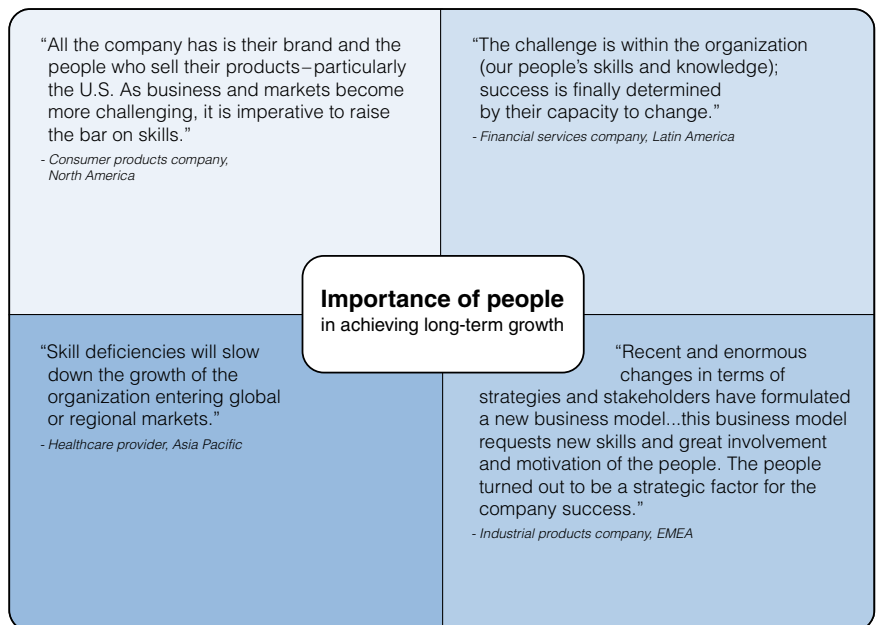 “All the company has is their brand and the
people who sell their products–particularly
the U.S. As business and markets become
more challenging, it is imperative to raise
the bar on skills.”
- Consumer products company,
North America
“The challenge is within the organization
(our people’s skills and knowledge);
success is finally determined
by their capacity to change.”
- Financial services company, Latin America
Importance of people
in achieving long-term growth
“Skill deficiencies will slow
down the growth of the
organization entering global
or regional markets.”
- Healthcare provider, Asia Pacific
“Recent and enormous
changes in terms of
strategies and stakeholders have formulated
a new business model...this business model
requests new skills and great involvement
and motivation of the people. The people
turned out to be a strategic factor for the
company success.”
- Industrial products company, EMEA